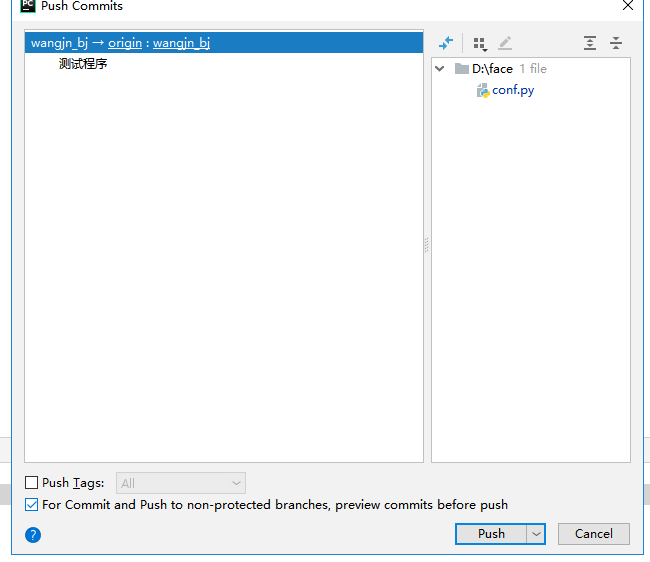 PC Push Commits
wangjn_bj → origin : wangjn_bj
测试程序
D:\face 1 file
conf.py
Push Tags: All
For Commit and Push to non-protected branches, preview commits before push
? Push Cancel